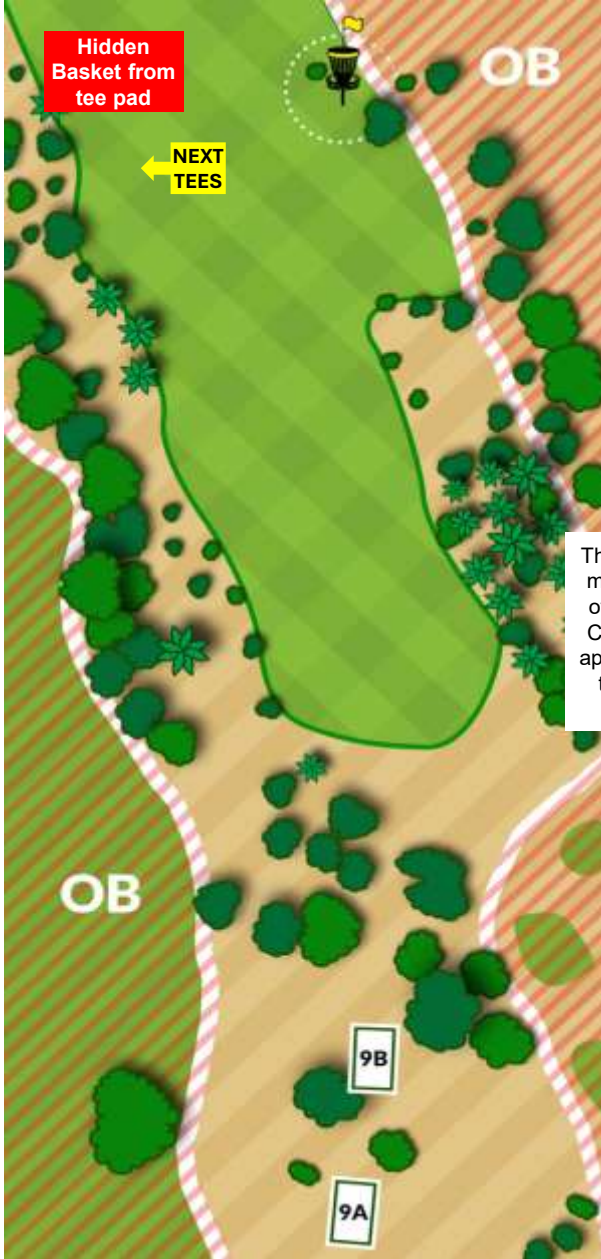 Hidden
Basket from
tee pad
OB
NEXT
TEES
OB
9B
9A